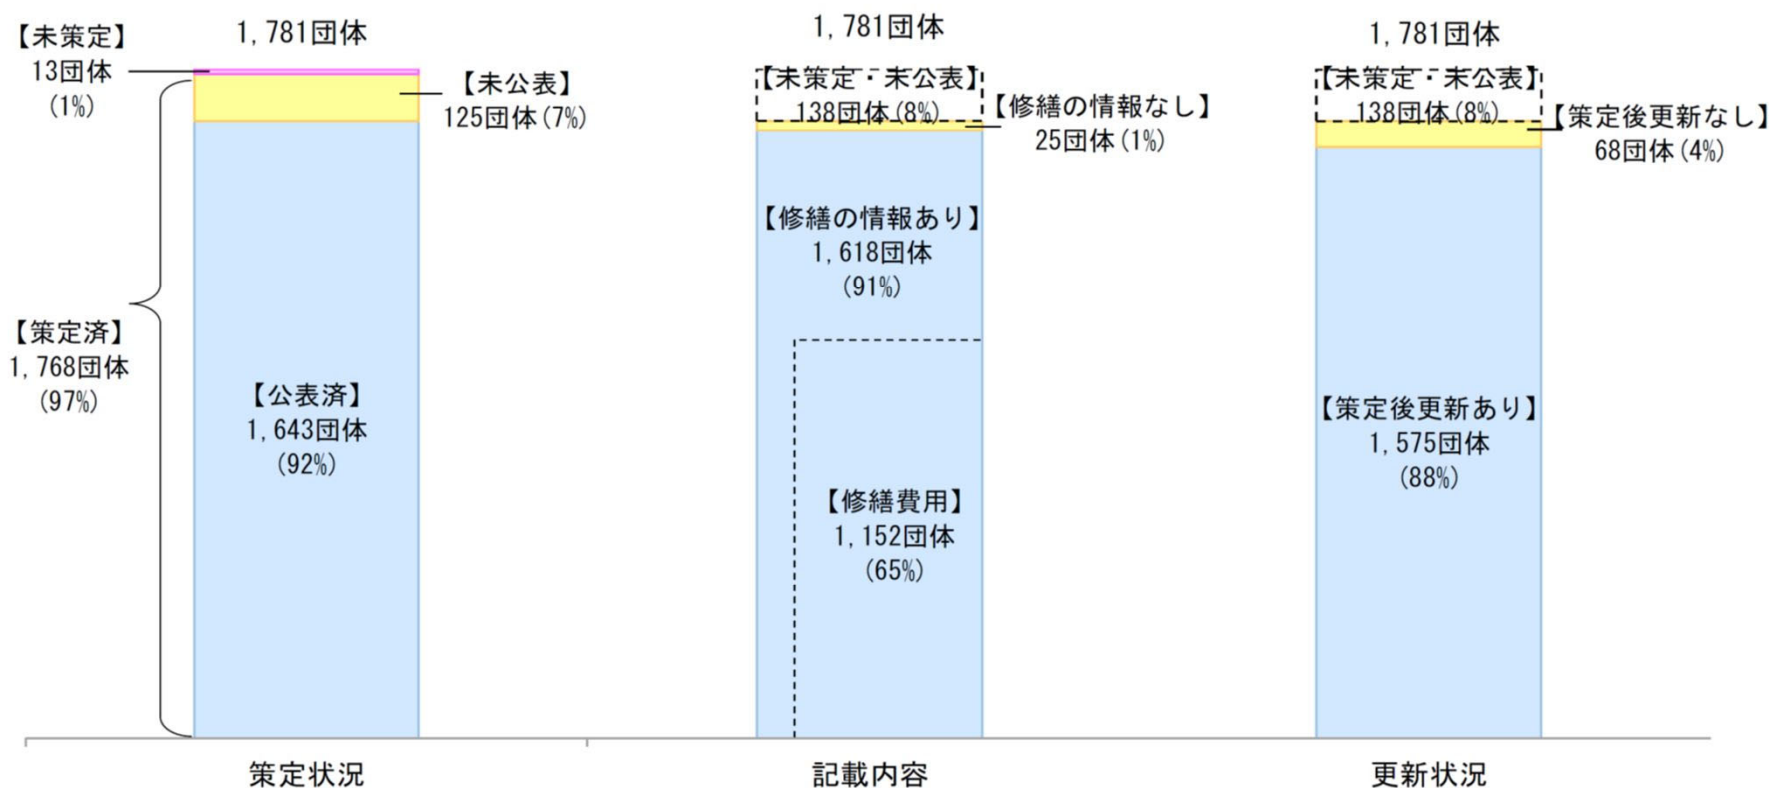 【未策定】
13団体
(1%)
1,781団体
【未公表】
125団体(7%)
【策定済】
1,768団体
(97%)
【公表済】
1,643団体
(92%)
策定状況
1,781団体
【未策定・未公表】
138団体(8%)
【修繕の情報なし】
25団体(1%)
【修繕の情報あり】
1,618団体
(91%)
【修繕費用】
1,152団体
(65%)
記載内容
1,781団体
【未策定・未公表】
138団体(8%)
【策定後更新なし】
68団体(4%)
【策定後更新あり】
1,575団体
(88%)
更新状況